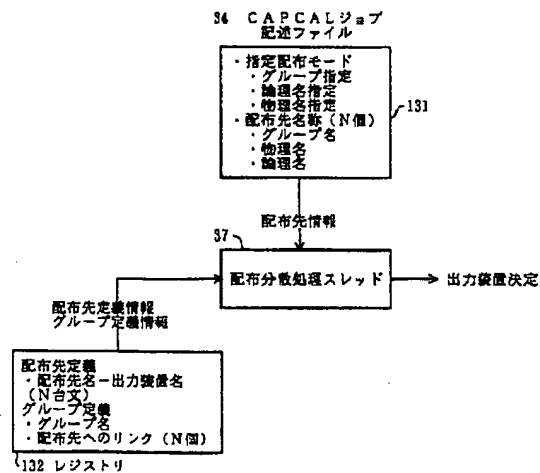 34 CAPCALジョブ
記述ファイル
・指定配布モード
・グループ指定
・論理名指定
・物理名指定
・配布先名称(N個)
・グループ名
・物理名
・論理名
131
配布先情報
37
配布分散処理スレッド
出力装置決定
配布先定義情報
グループ定義情報
配布先定義
・配布先名-出力装置名
(N台文)
グループ定義
・グループ名
・配布先へのリンク(N個)
132 レジストリ